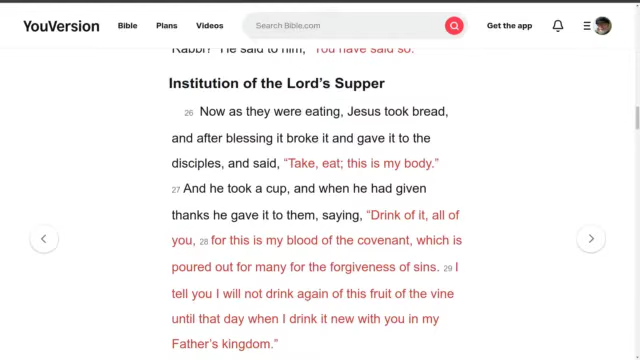 YouVersion Bible Plans Videos Search Bible.com Get the app
Rabbi?” He said to him, “You have said so.”
Institution of the Lord’s Supper
26 Now as they were eating, Jesus took bread,
and after blessing it broke it and gave it to the
disciples, and said, “Take, eat; this is my body.”
27 And he took a cup, and when he had given
thanks he gave it to them, saying, “Drink of it, all of
you, 28 for this is my blood of the covenant, which is
poured out for many for the forgiveness of sins. 29 I
tell you I will not drink again of this fruit of the vine
until that day when I drink it new with you in my
Father’s kingdom.”